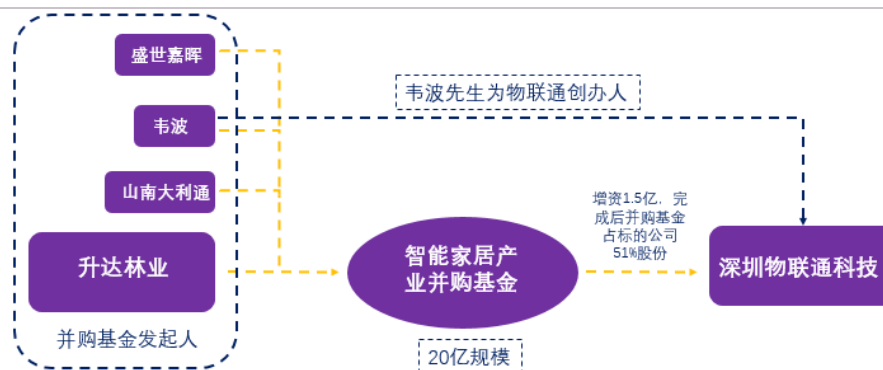 盛世嘉晖
韦波
山南大利通
升达林业
并购基金发起人
韦波先生为物联通创办人
智能家居产
业并购基金
20亿规模
增资1.5亿，完
成后并购基金
占标的公司
51%股份
深圳物联通科技